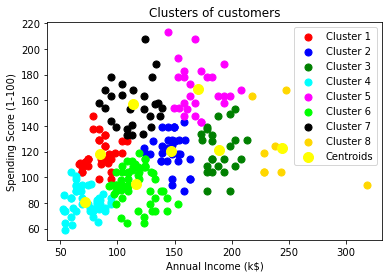 Clusters of customers
Spending Score (1-100)
220
200
180
160
140
120
100
80
60
Cluster 1
Cluster 2
Cluster 3
Cluster 4
Cluster 5
Cluster 6
Cluster 7
Cluster 8
Centroids
50 100 150 200 250 300
Annual Income (k$)